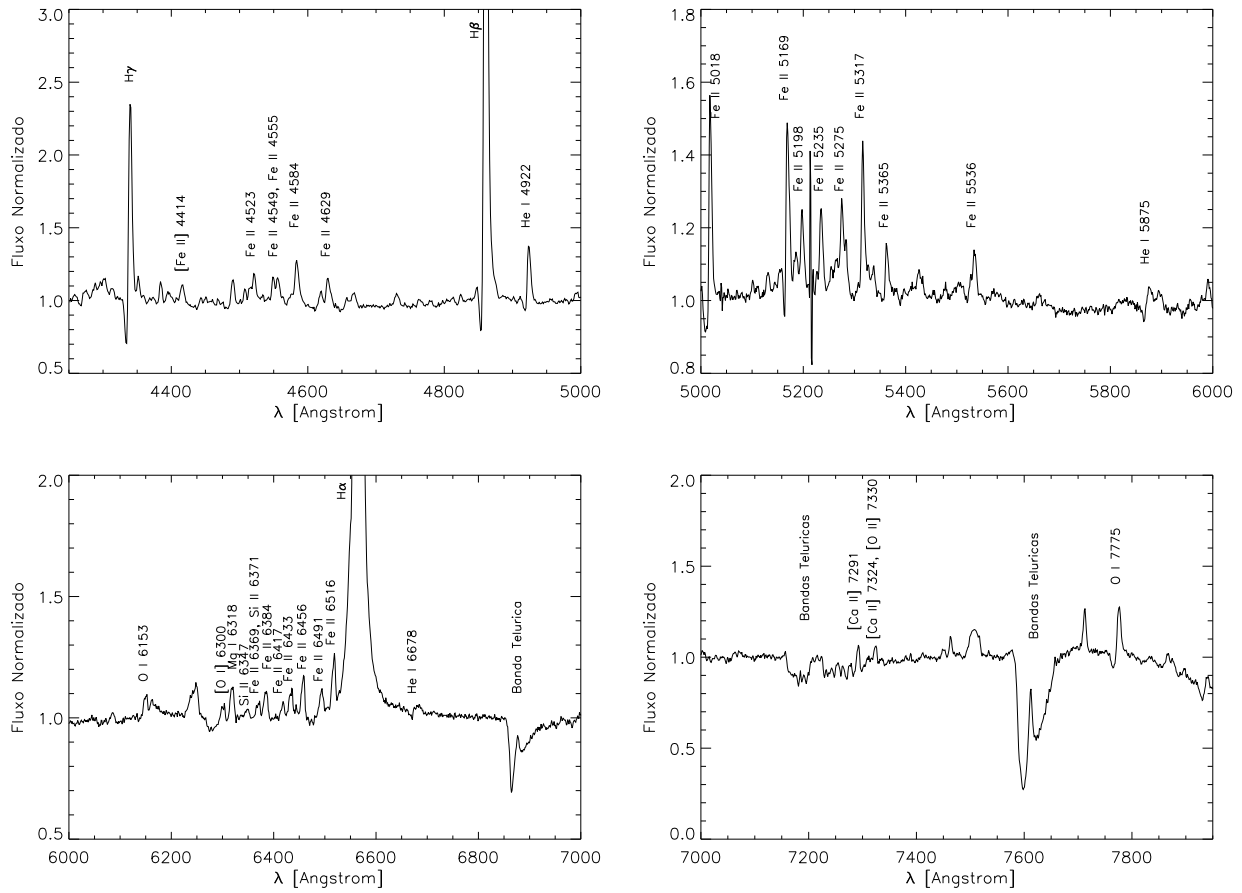 3.0
2.5
2.0
1.5
1.0
0.5
Fluxo Normalizado
Hγ
[Fe II] 4414
Fe II 4523
Fe II 4549, Fe II 4555
Fe II 4584
Fe II 4629
Hβ
He I 4922
4400 4600 4800 5000
λ [Angstrom]
1.8
1.6
1.4
1.2
1.0
0.8
Fluxo Normalizado
Fe II 5018
Fe II 5169
Fe II 5198
Fe II 5235
Fe II 5275
Fe II 5317
Fe II 5365
Fe II 5536
He I 5875
5000 5200 5400 5600 5800 6000
λ [Angstrom]
2.0
1.5
1.0
0.5
Fluxo Normalizado
O I 6153
[O I] 6300
Mg I 6318
Si II 6347
Fe II 6369, Si II 6371
Fe II 6384
Fe II 6417
Fe II 6433
Fe II 6456
Fe II 6491
Fe II 6516
Hα
He I 6678
Banda Telurica
6000 6200 6400 6600 6800 7000
λ [Angstrom]
2.0
1.5
1.0
0.5
0.0
Fluxo Normalizado
Bandas Teluricas
[Ca II] 7291
[Ca II] 7324, [O II] 7330
Bandas Teluricas
O I 7775
7000 7200 7400 7600 7800
λ [Angstrom]